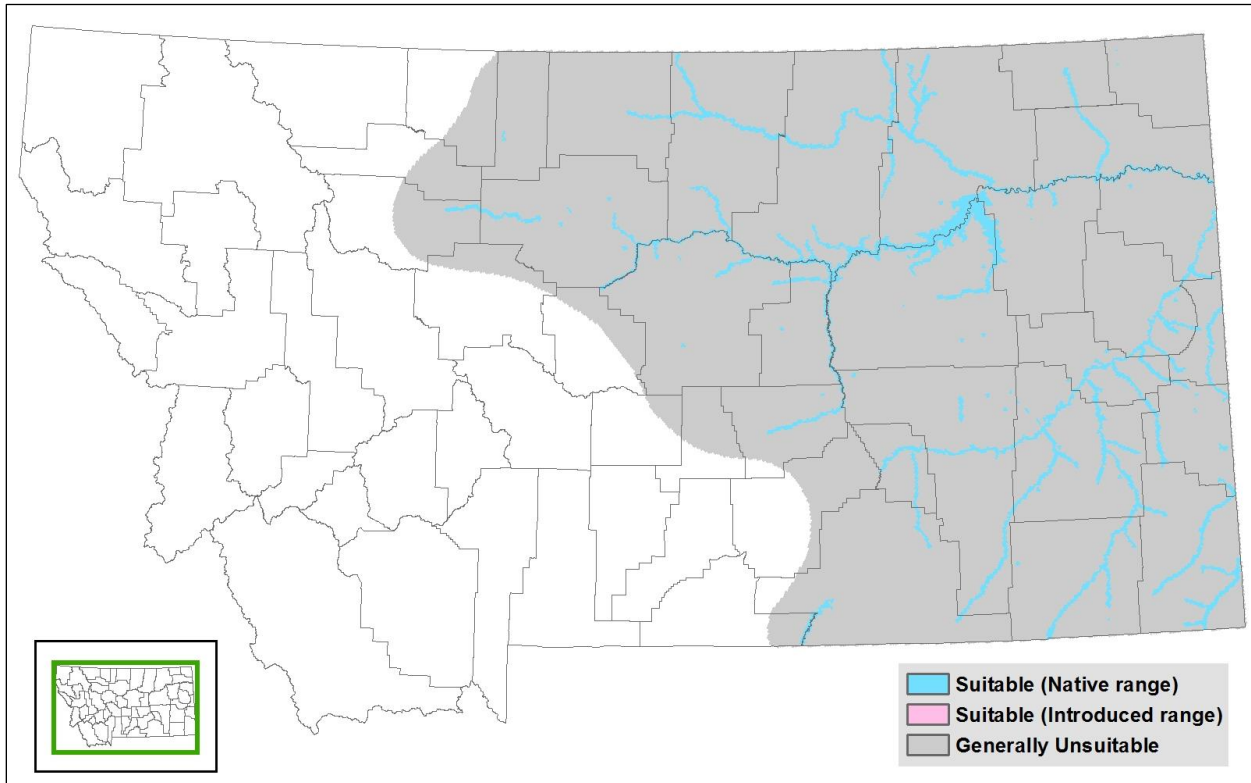 Suitable (Native range)
Suitable (Introduced range)
Generally Unsuitable